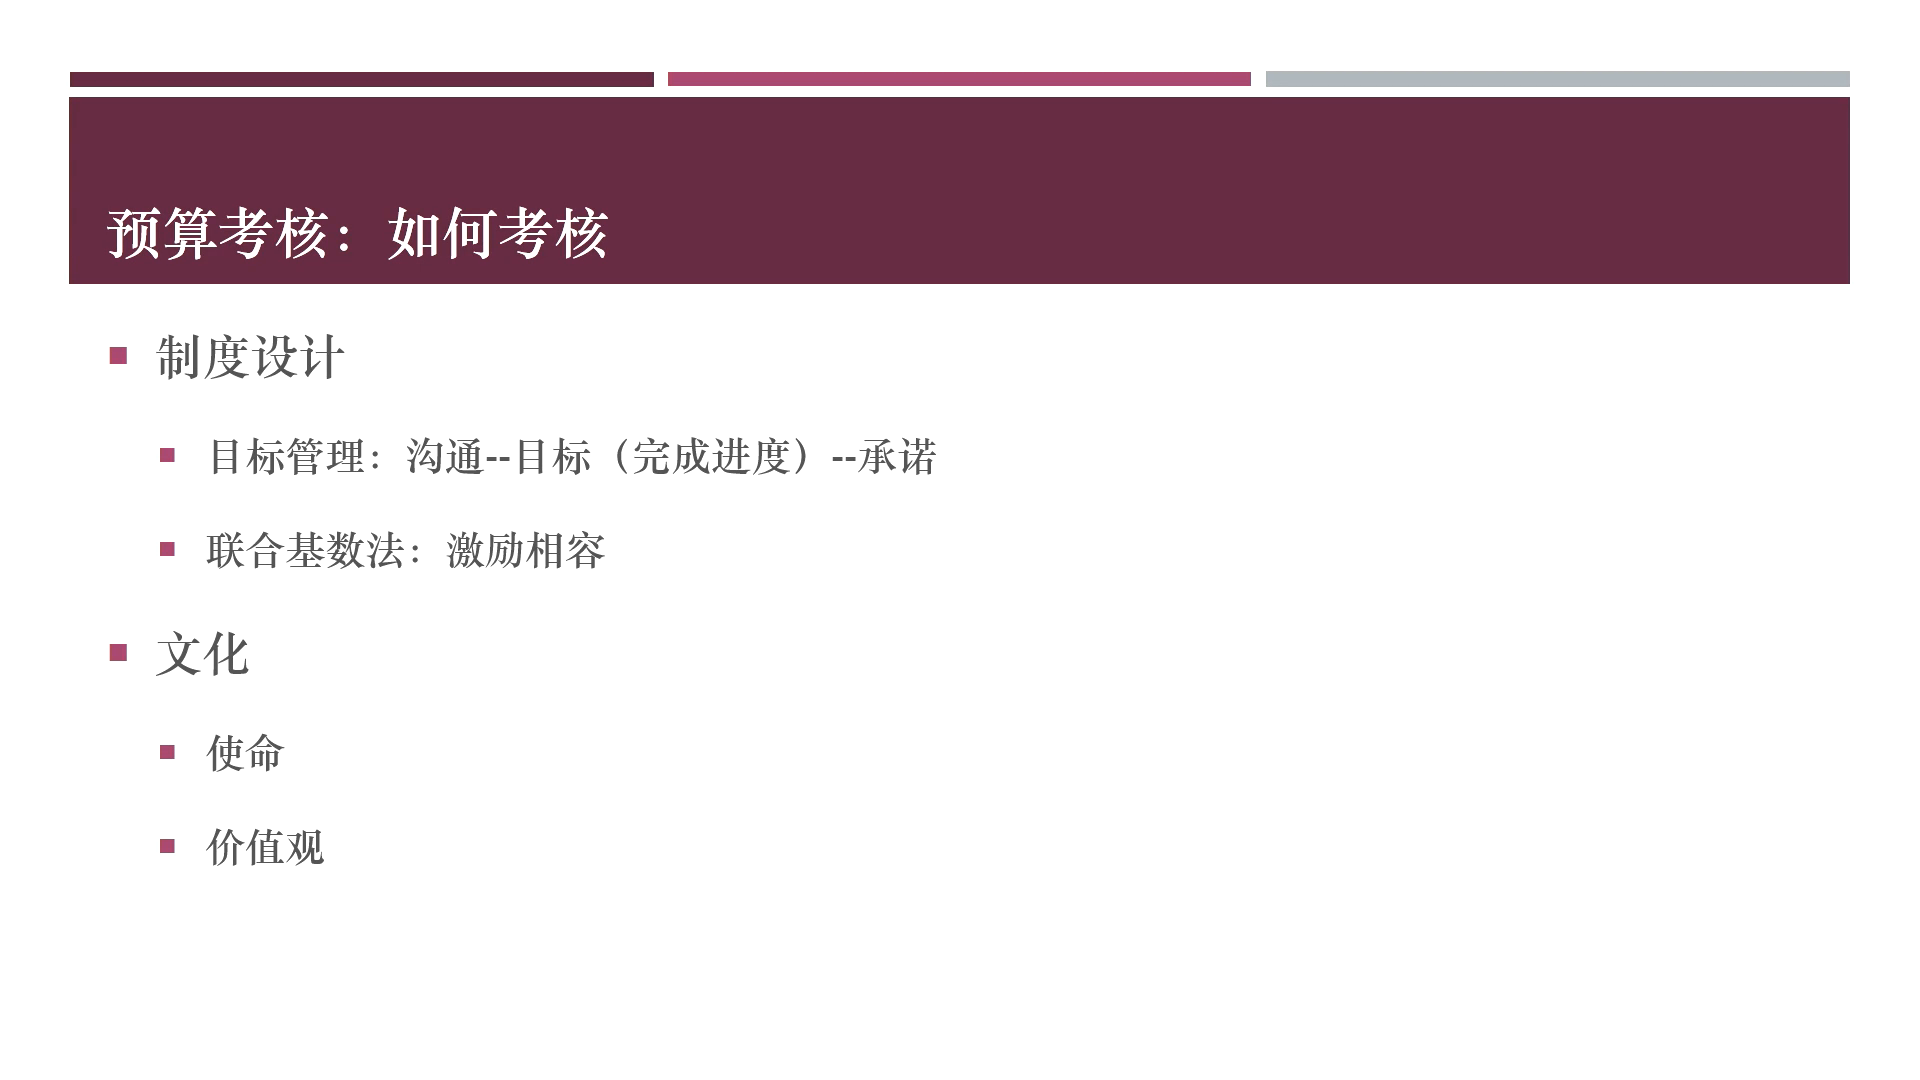 预算考核：如何考核
制度设计
目标管理：沟通--目标（完成进度）--承诺
联合基数法：激励相容
文化
使命
价值观